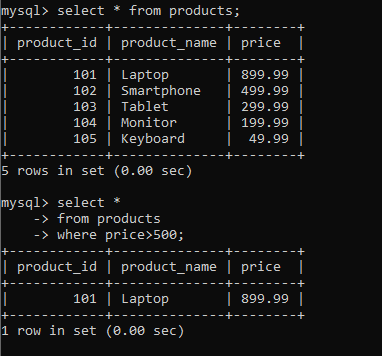 mysql> select * from products;
+------------+--------------+--------+
| product_id | product_name | price  |
+------------+--------------+--------+
|        101 | Laptop       | 899.99 |
|        102 | Smartphone   | 499.99 |
|        103 | Tablet       | 299.99 |
|        104 | Monitor      | 199.99 |
|        105 | Keyboard     |  49.99 |
+------------+--------------+--------+
5 rows in set (0.00 sec)

mysql> select *
    -> from products
    -> where price>500;
+------------+--------------+--------+
| product_id | product_name | price  |
+------------+--------------+--------+
|        101 | Laptop       | 899.99 |
+------------+--------------+--------+
1 row in set (0.00 sec)